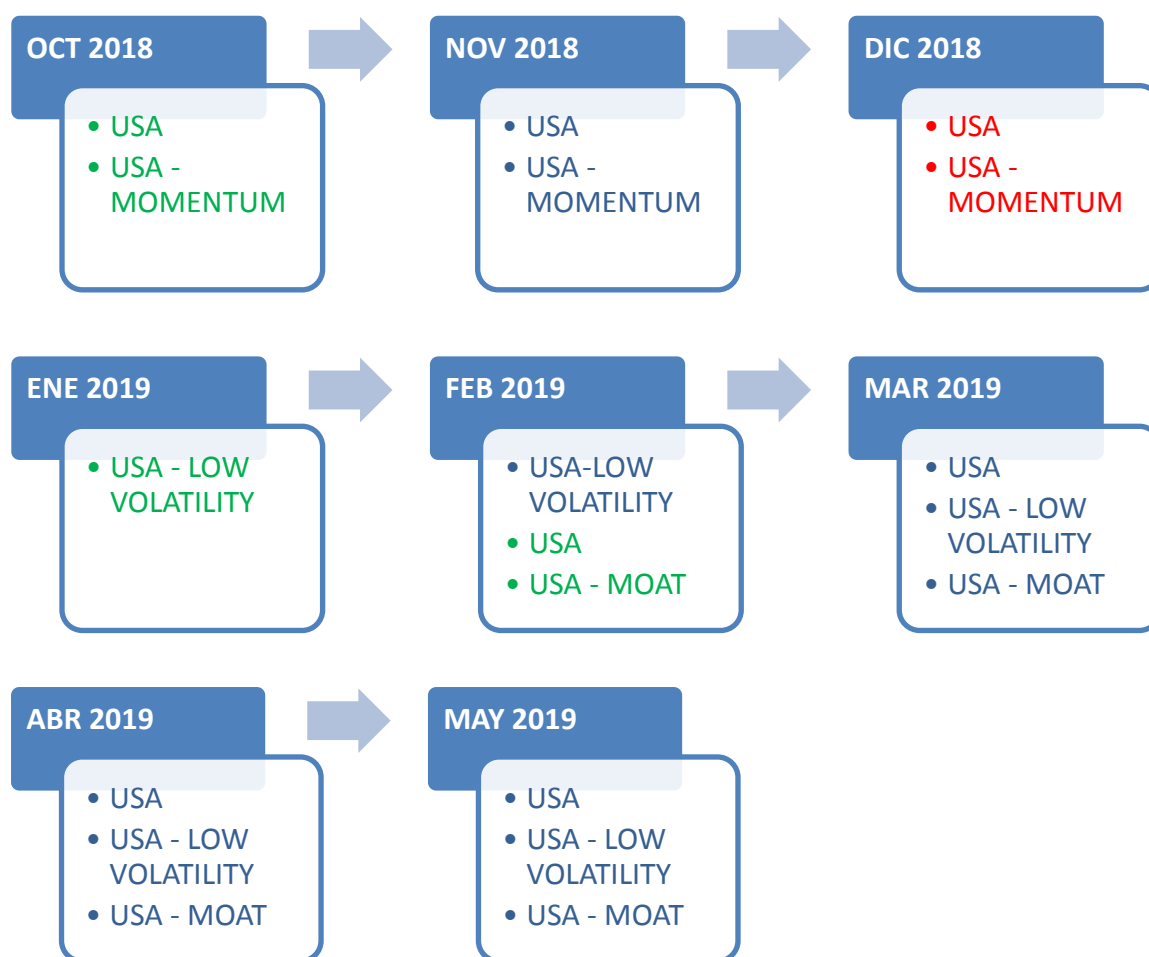 OCT 2018
• USA
• USA -
MOMENTUM
NOV 2018
• USA
• USA -
MOMENTUM
DIC 2018
• USA
• USA -
MOMENTUM
ENE 2019
• USA - LOW
VOLATILITY
FEB 2019
• USA-LOW
VOLATILITY
• USA
• USA - MOAT
MAR 2019
• USA
• USA - LOW
VOLATILITY
• USA - MOAT
ABR 2019
• USA
• USA - LOW
VOLATILITY
• USA - MOAT
MAY 2019
• USA
• USA - LOW
VOLATILITY
• USA - MOAT